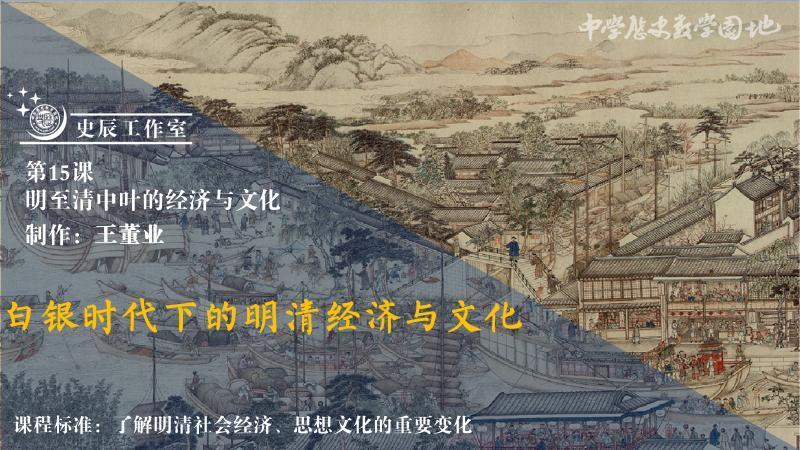 中学历史教学园地
史辰工作室
第15课
明至清中叶的经济与文化
制作：王董业
白银时代下的明清经济与文化
课程标准：了解明清社会经济、思想文化的重要变化